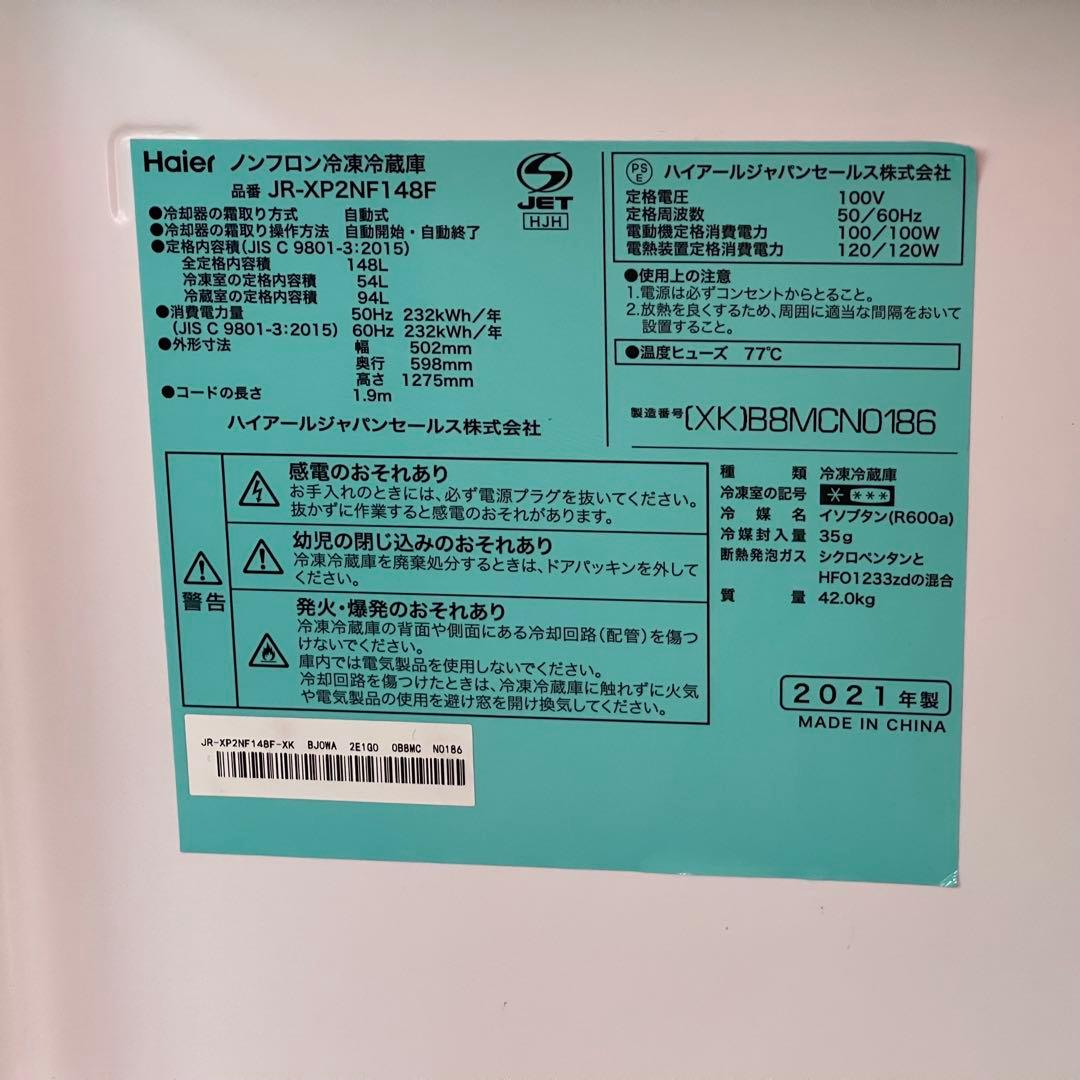 Haier ノンフロン冷凍冷蔵庫
品番 JR-XP2NF148F
●冷却器の霜取り方式 自動式
●冷却器の霜取り操作方法 自動開始・自動終了
●定格内容積(JIS C 9801-3:2015)
全定格内容積 148L
冷凍室の定格内容積 54L
冷蔵室の定格内容積 94L
●消費電力量 50Hz 232kWh/年
(JIS C 9801-3:2015) 60Hz 232kWh/年
●外形寸法 幅 502mm
奥行 598mm
高さ 1275mm
●コードの長さ 1.9m
ハイアールジャパンセールス株式会社
JET
HJH
PS
E
ハイアールジャパンセールス株式会社
定格電圧 100V
定格周波数 50/60Hz
電動機定格消費電力 100/100W
電熱装置定格消費電力 120/120W
●使用上の注意
1.電源は必ずコンセントからとること。
2.放熱を良くするため、周囲に適当な間隔をおいて
設置すること。
●温度ヒューズ 77℃
製造番号 (XK)B8MCN0186
警告
感電のおそれあり
お手入れのときには、必ず電源プラグを抜いてください。
抜かずに作業すると感電のおそれがあります。
幼児の閉じ込みのおそれあり
冷凍冷蔵庫を廃棄処分するときは、ドアパッキンを外して
ください。
発火・爆発のおそれあり
冷凍冷蔵庫の背面や側面にある冷却回路(配管)を傷つ
けないでください。
庫内では電気製品を使用しないでください。
冷却回路を傷つけたときは、冷凍冷蔵庫に触れずに火気
や電気製品の使用を避け窓を開け換気してください。
種類 冷凍冷蔵庫
冷凍室の記号 * ***
冷媒名 イソブタン(R600a)
冷媒封入量 35g
断熱発泡ガス シクロペンタンと
HFO1233zdの混合
質量 42.0kg
2021年製
MADE IN CHINA
JR-XP2NF148F-XK BJ0WA 2E1G0 0B8MC N0186